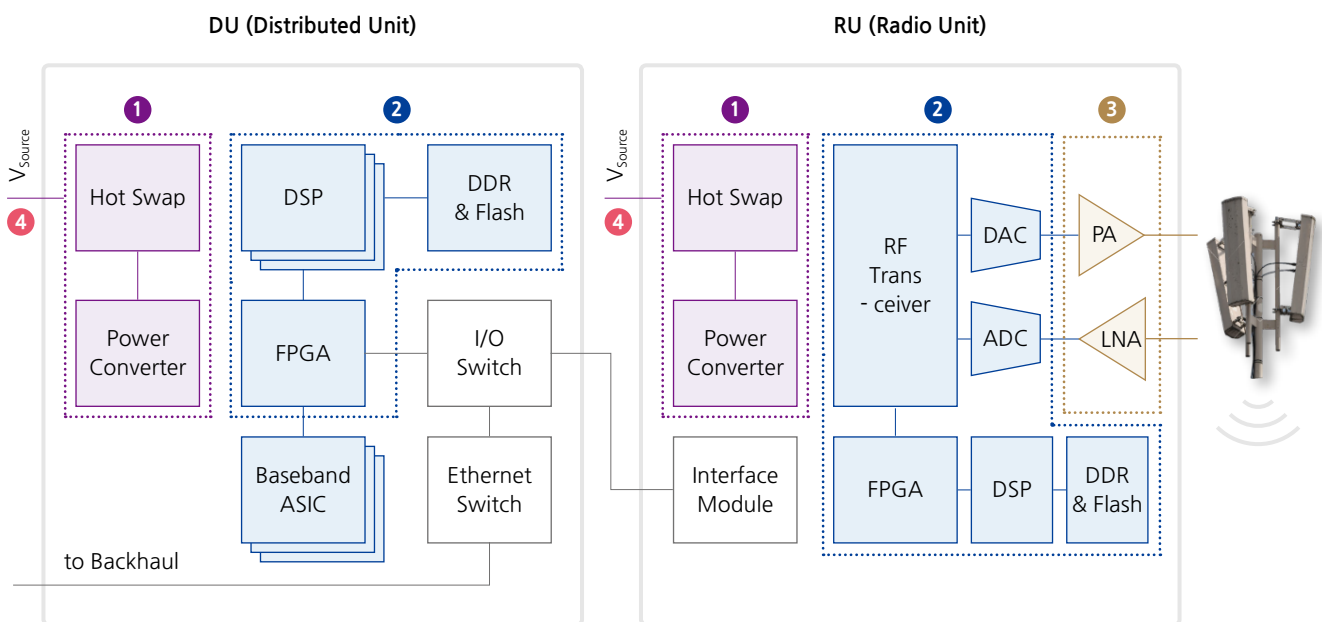 DU (Distributed Unit)
RU (Radio Unit)
1
2
V Source
4
Hot Swap
Power
Converter
DSP
DDR
& Flash
FPGA
I/O
Switch
Baseband
ASIC
Ethernet
Switch
to Backhaul
1
2
3
V Source
4
Hot Swap
Power
Converter
Interface
Module
RF
Trans
- ceiver
DAC
ADC
PA
LNA
FPGA
DSP
DDR
& Flash